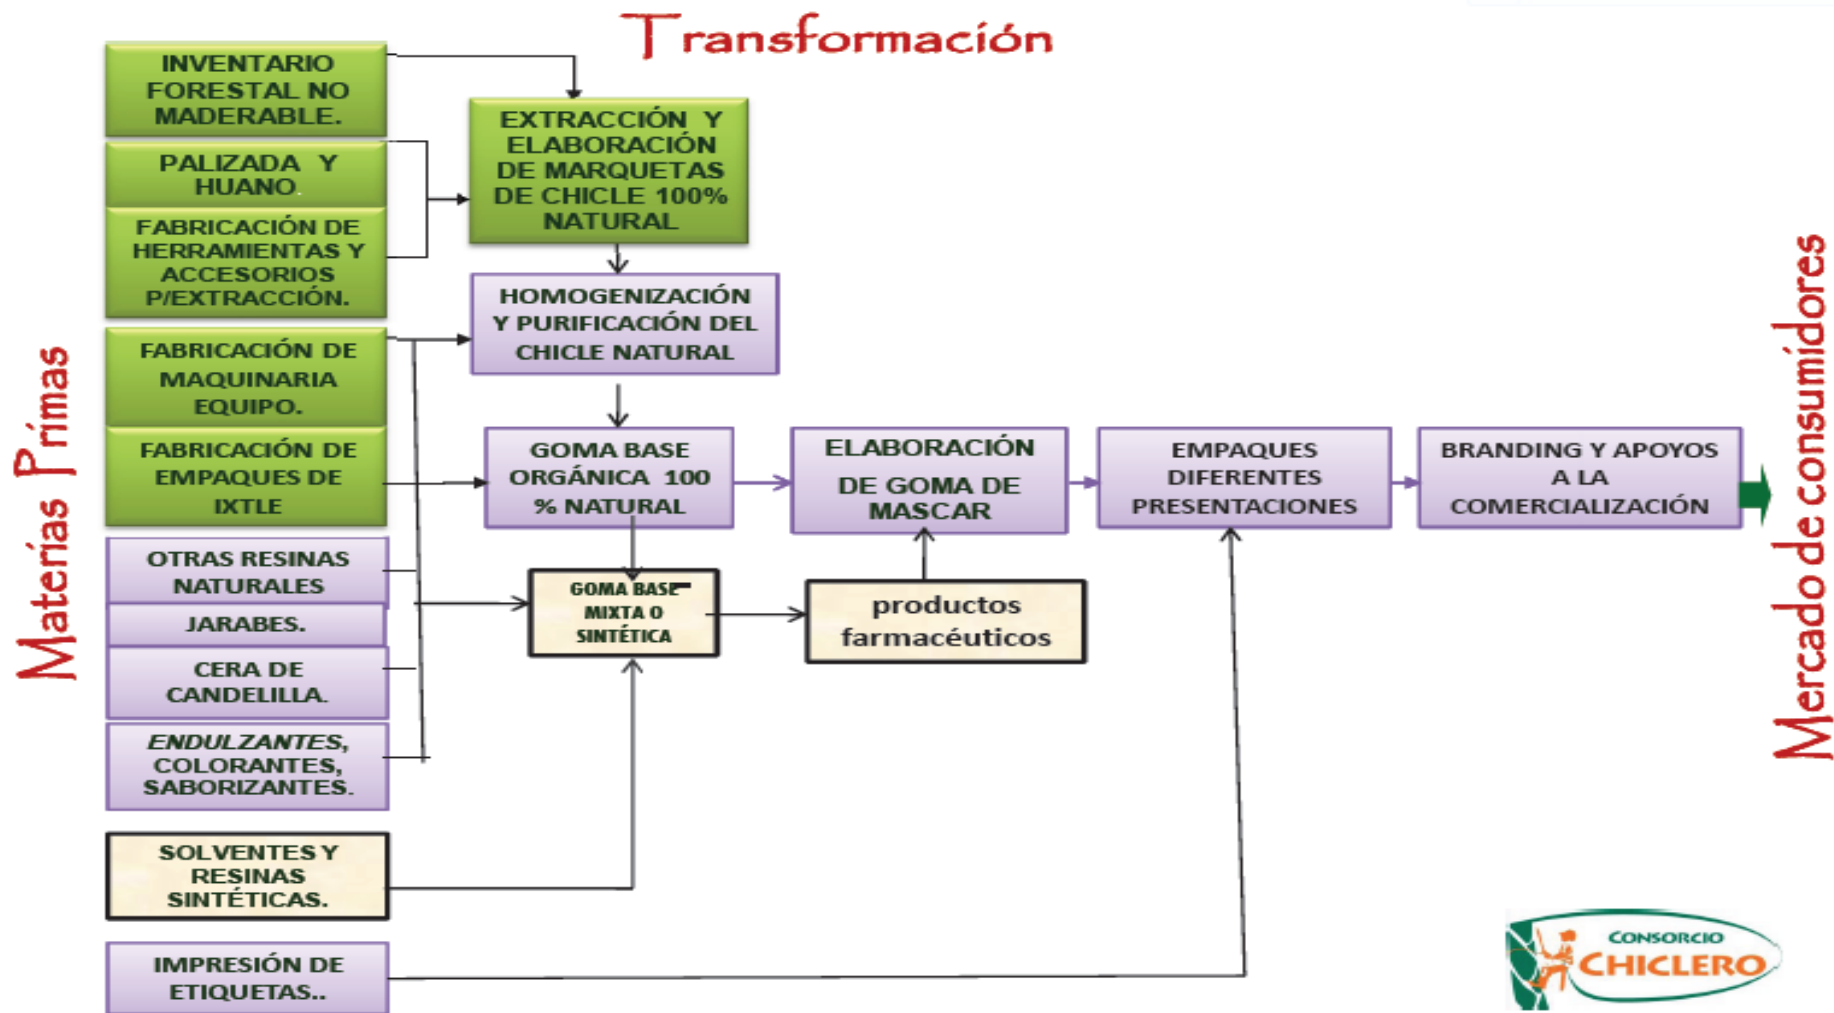 Transformación
INVENTARIO
FORESTAL NO
MADERABLE.
PALIZADA Y
HUANO.
FABRICACIÓN DE
HERRAMIENTAS Y
ACCESORIOS
P/EXTRACCIÓN.
FABRICACIÓN DE
MAQUINARIA
EQUIPO.
FABRICACIÓN DE
EMPAQUES DE
IXTLE
OTRAS RESINAS
NATURALES
JARABES.
CERA DE
CANDELILLA.
ENDULZANTES,
COLORANTES,
SABORIZANTES.
SOLVENTES Y
RESINAS
SINTÉTICAS.
IMPRESIÓN DE
ETIQUETAS..
Materias Primas
EXTRACCIÓN Y
ELABORACIÓN
DE MARQUETAS
DE CHICLE 100%
NATURAL
HOMOGENIZACIÓN
Y PURIFICACIÓN DEL
CHICLE NATURAL
GOMA BASE
ORGÁNICA 100
% NATURAL
GOMA BASE
MIXTA O
SINTÉTICA
ELABORACIÓN
DE GOMA DE
MASCAR
productos
farmacéuticos
EMPAQUES
DIFERENTES
PRESENTACIONES
BRANDING Y APOYOS
A LA
COMERCIALIZACIÓN
Mercado de consumidores
CONSORCIO
CHICLERO